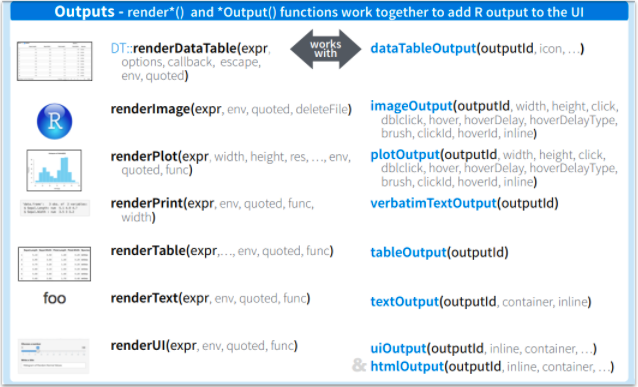 Outputs - render*() and *Output() functions work together to add R output to the UI
DT::renderDataTable(expr,
options, callback, escape,
env, quoted)
works
with
dataTableOutput(outputId, icon, …)
R
renderImage(expr, env, quoted, deleteFile)
imageOutput(outputId, width, height, click,
dblclick, hover, hoverDelay, hoverDelayType,
brush, clickId, hoverId, inline)
renderPlot(expr, width, height, res, …, env,
quoted, func)
plotOutput(outputId, width, height, click,
dblclick, hover, hoverDelay, hoverDelayType,
brush, clickId, hoverId, inline)
renderPrint(expr, env, quoted, func,
width)
verbatimTextOutput(outputId)
renderTable(expr,…, env, quoted, func)
tableOutput(outputId)
foo
renderText(expr, env, quoted, func)
textOutput(outputId, container, inline)
renderUI(expr, env, quoted, func)
uiOutput(outputId, inline, container, …)
& htmlOutput(outputId, inline, container, …)